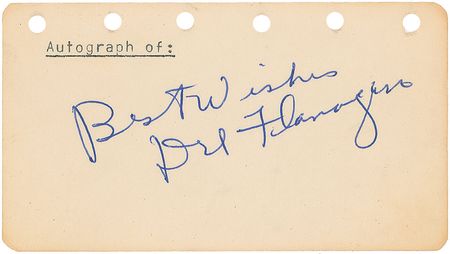 Autograph of:
Best Wishes
Del Flanagan